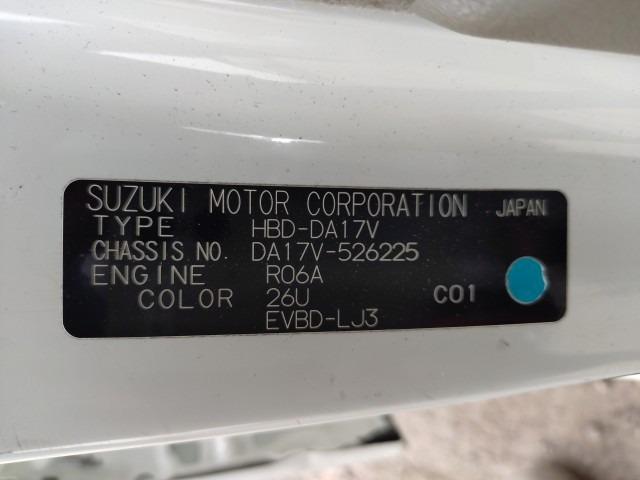 SUZUKI MOTOR CORPORATION JAPAN
TYPE HBD-DA17V
CHASSIS NO. DA17V-526225
ENGINE R06A
COLOR 26U C01
EVBD-LJ3